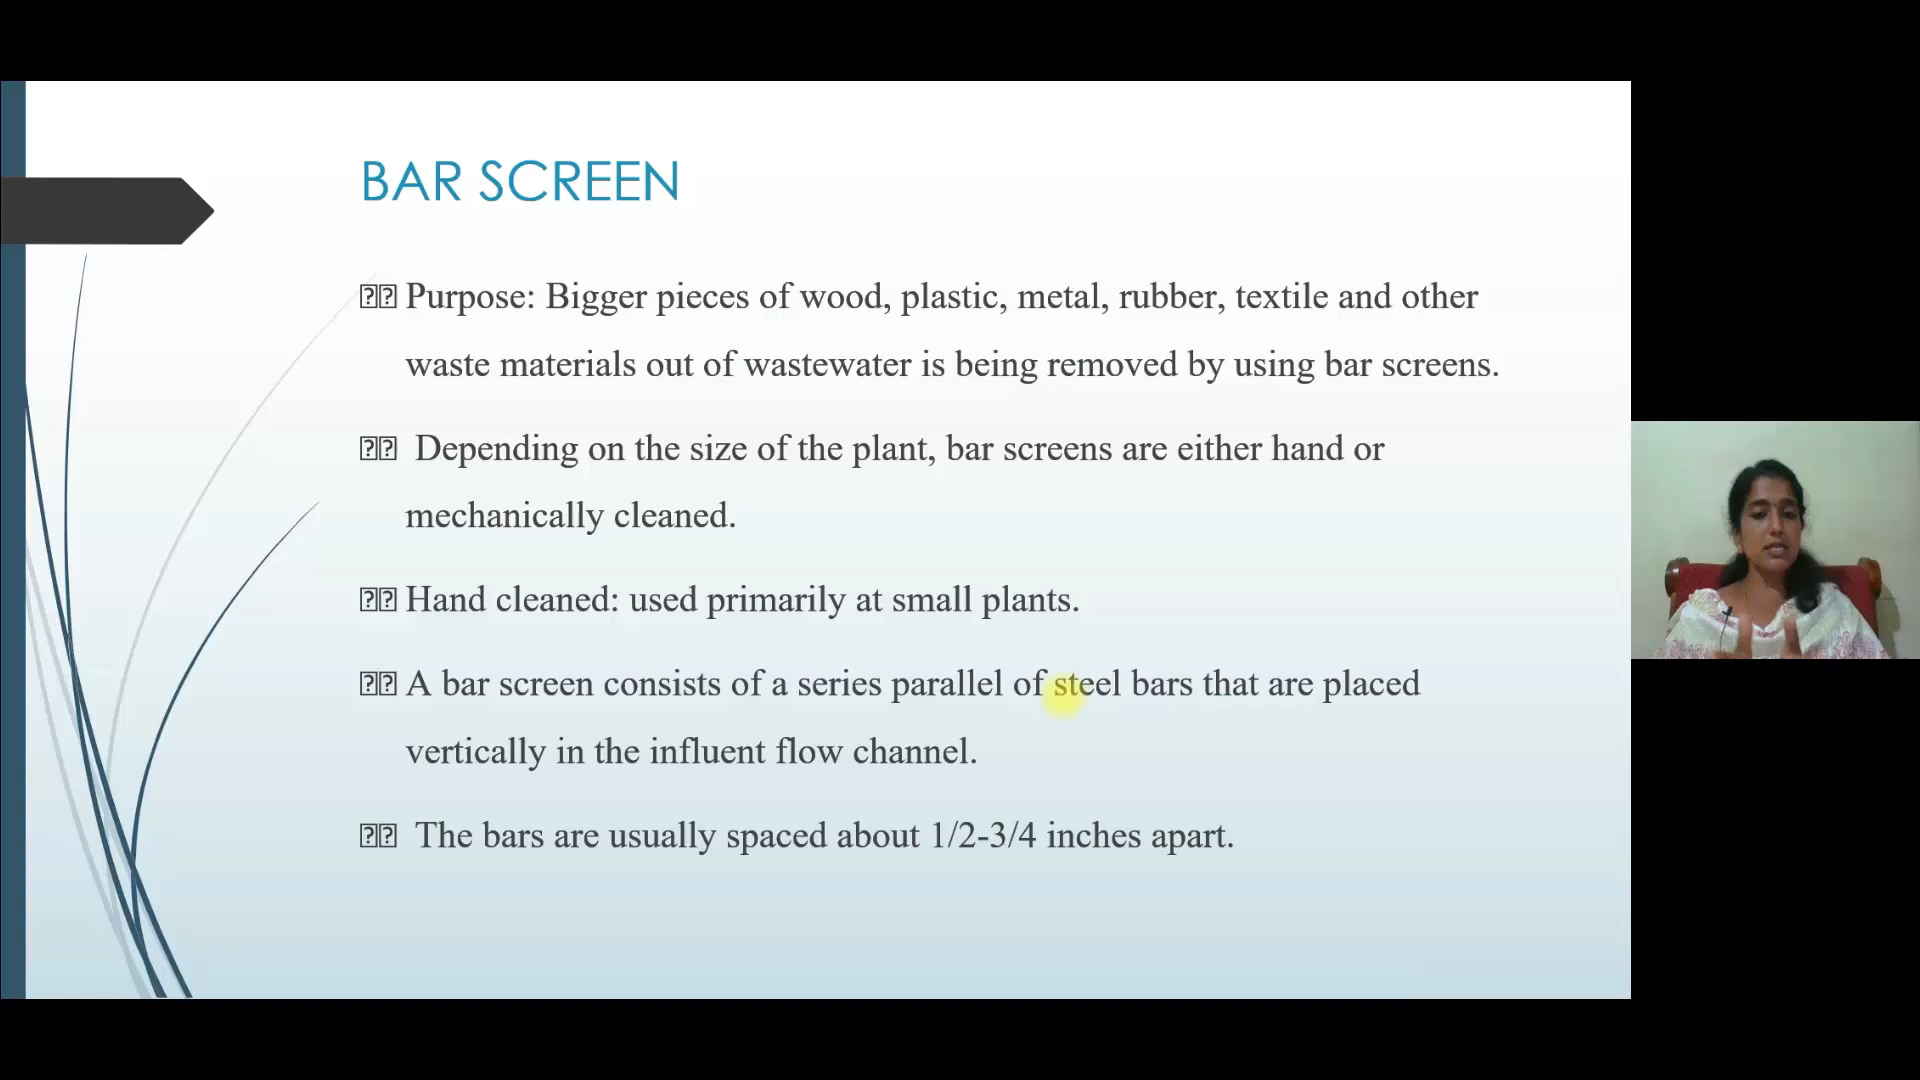 BAR SCREEN
Purpose: Bigger pieces of wood, plastic, metal, rubber, textile and other
waste materials out of wastewater is being removed by using bar screens.
Depending on the size of the plant, bar screens are either hand or
mechanically cleaned.
Hand cleaned: used primarily at small plants.
A bar screen consists of a series parallel of steel bars that are placed
vertically in the influent flow channel.
The bars are usually spaced about 1/2-3/4 inches apart.